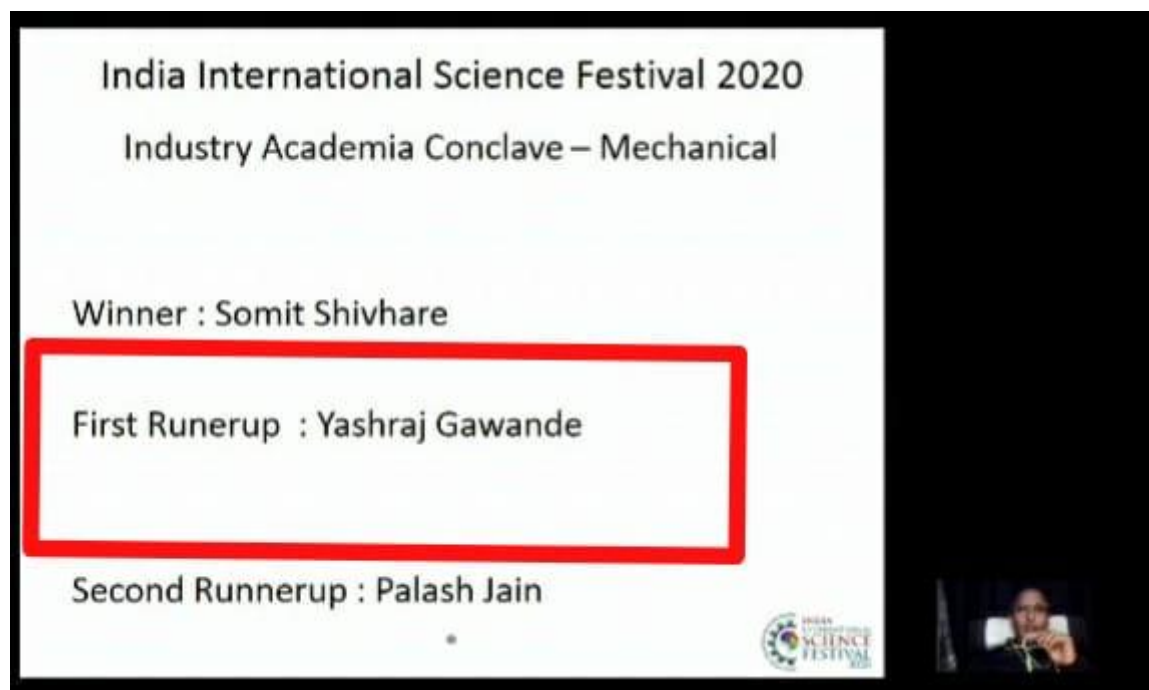 India International Science Festival 2020
Industry Academia Conclave – Mechanical
Winner : Somit Shivhare
First Runerup : Yashraj Gawande
Second Runnerup : Palash Jain
SCIENCE
FESTIVAL